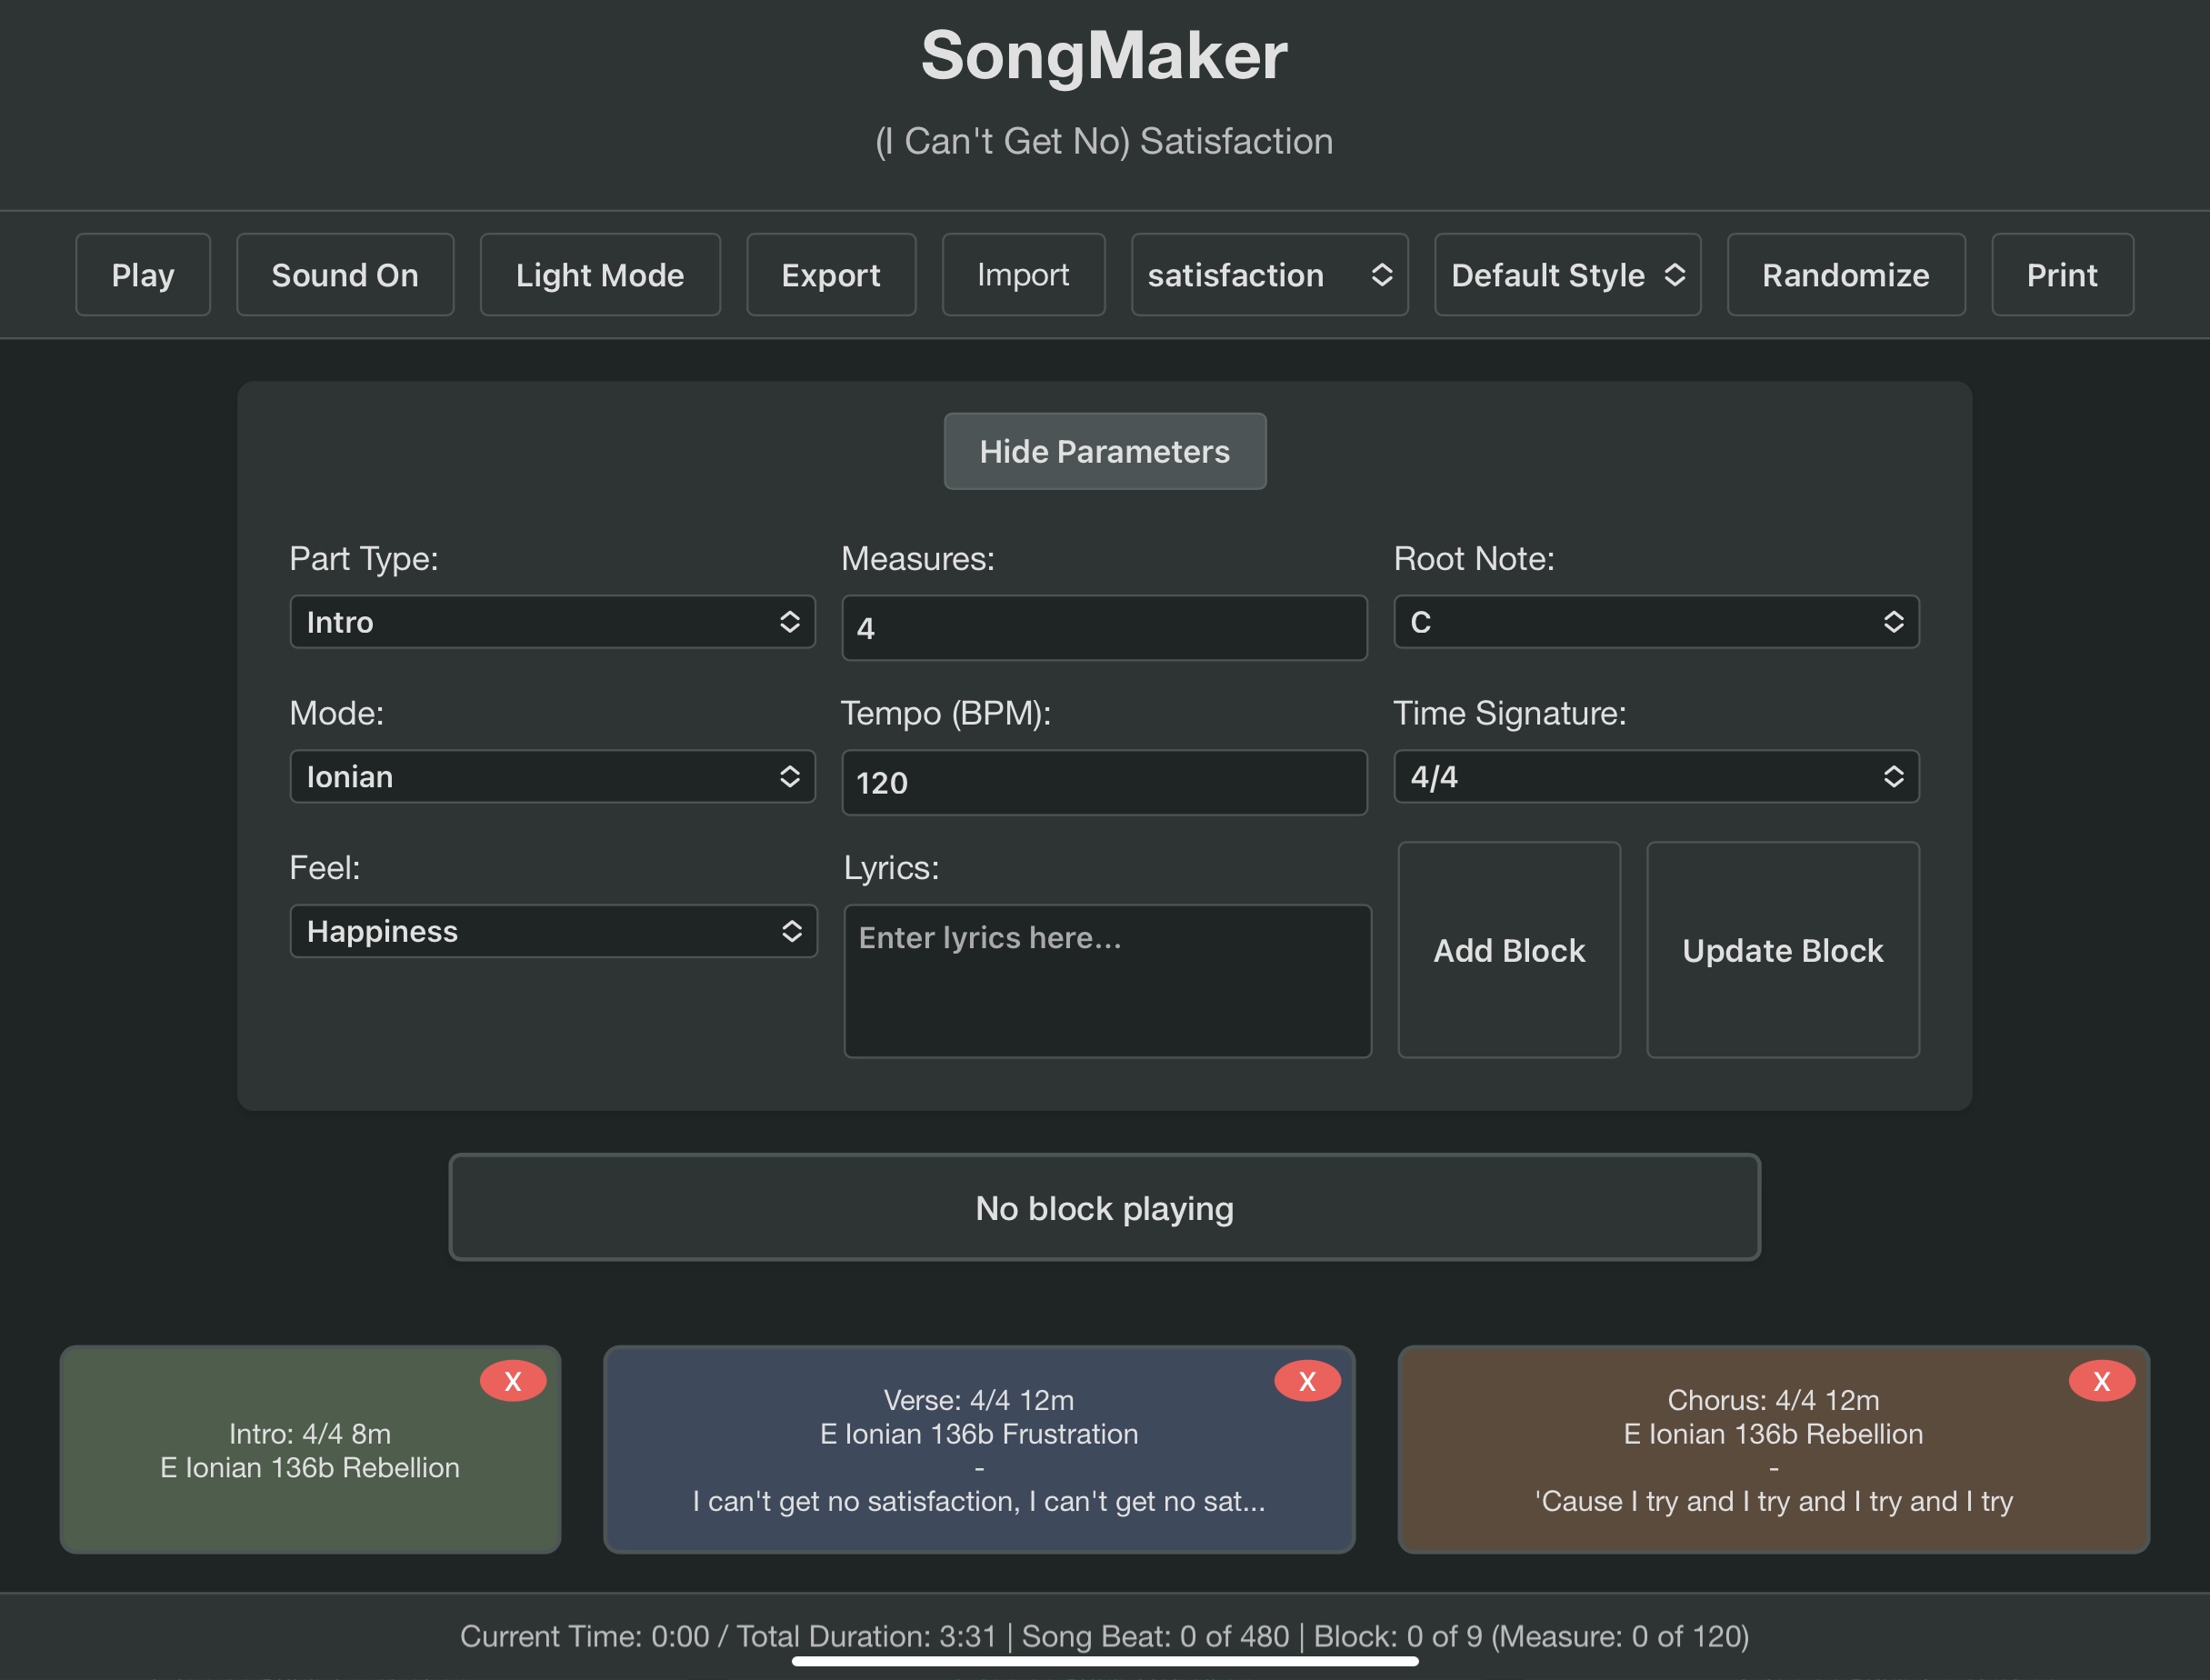 SongMaker
(I Can't Get No) Satisfaction
Play Sound On Light Mode Export Import satisfaction Default Style Randomize Print
Hide Parameters
Part Type: Measures: Root Note:
Intro 4 C
Mode: Tempo (BPM): Time Signature:
Ionian 120 4/4
Feel: Lyrics:
Happiness Enter lyrics here... Add Block Update Block
No block playing
X
Intro: 4/4 8m
E Ionian 136b Rebellion
X
Verse: 4/4 12m
E Ionian 136b Frustration
-
I can't get no satisfaction, I can't get no sat...
X
Chorus: 4/4 12m
E Ionian 136b Rebellion
-
'Cause I try and I try and I try and I try
Current Time: 0:00 / Total Duration: 3:31 | Song Beat: 0 of 480 | Block: 0 of 9 (Measure: 0 of 120)